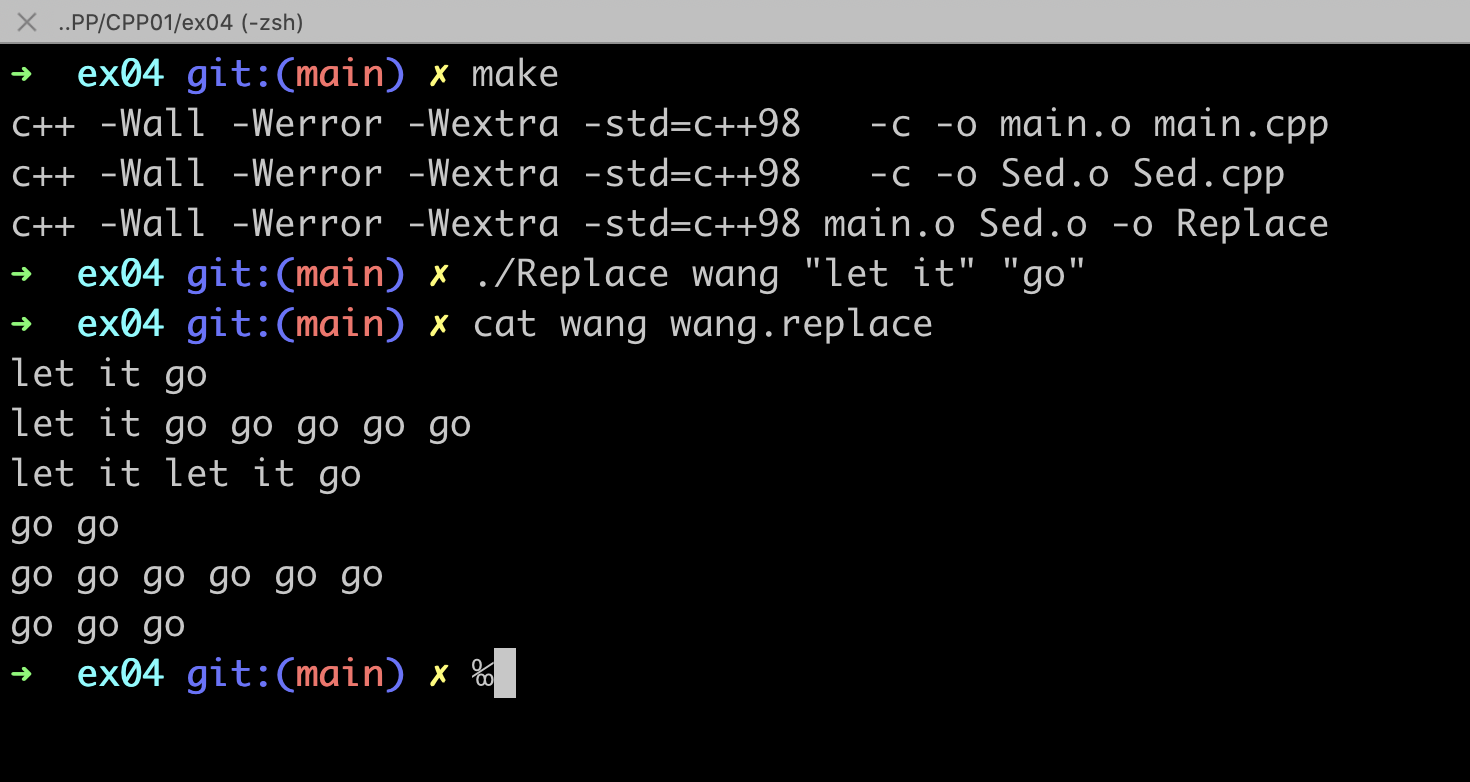 ..PP/CPP01/ex04 (-zsh)
➜  ex04 git:(main) ✗ make
c++ -Wall -Werror -Wextra -std=c++98   -c -o main.o main.cpp
c++ -Wall -Werror -Wextra -std=c++98   -c -o Sed.o Sed.cpp
c++ -Wall -Werror -Wextra -std=c++98 main.o Sed.o -o Replace
➜  ex04 git:(main) ✗ ./Replace wang "let it" "go"
➜  ex04 git:(main) ✗ cat wang wang.replace
let it go
let it go go go go go
let it let it go
go go
go go go go go go
go go go
➜  ex04 git:(main) ✗ ‰